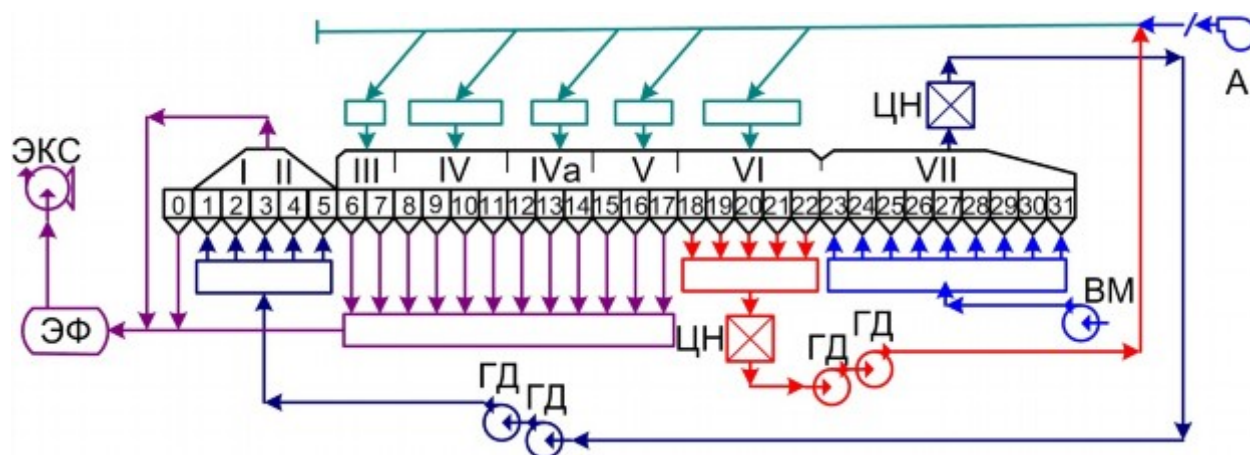 А
ЦН
ЭКС
I II III IV IVa V VI VII
0 1 2 3 4 5 6 7 8 9 10 11 12 13 14 15 16 17 18 19 20 21 22 23 24 25 26 27 28 29 30 31
ВМ
ЭФ
ЦН
ГД
ГД
ГД
ГД